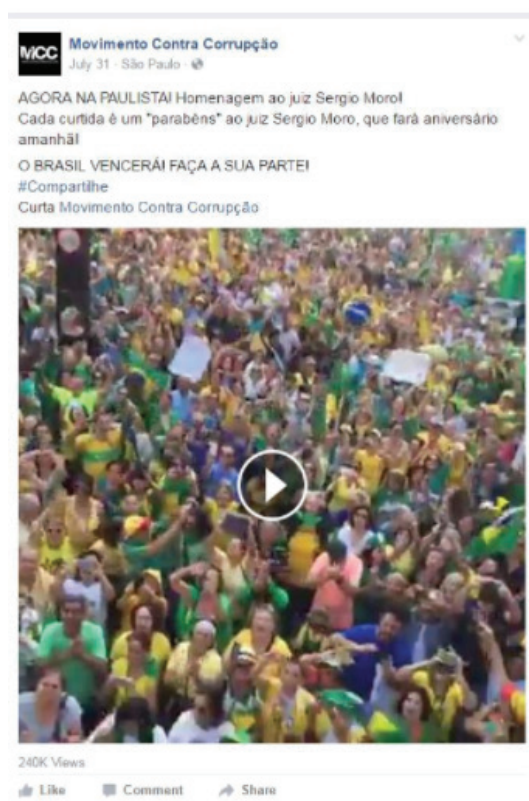 MCC
Movimento Contra Corrupção
July 31 · São Paulo ·
AGORA NA PAULISTA! Homenagem ao juiz Sergio Moro!
Cada curtida é um "parabéns" ao juiz Sergio Moro, que fará aniversário
amanhã!
O BRASIL VENCERÁ! FAÇA A SUA PARTE!
#Compartilhe
Curta Movimento Contra Corrupção
240K Views
Like Comment Share